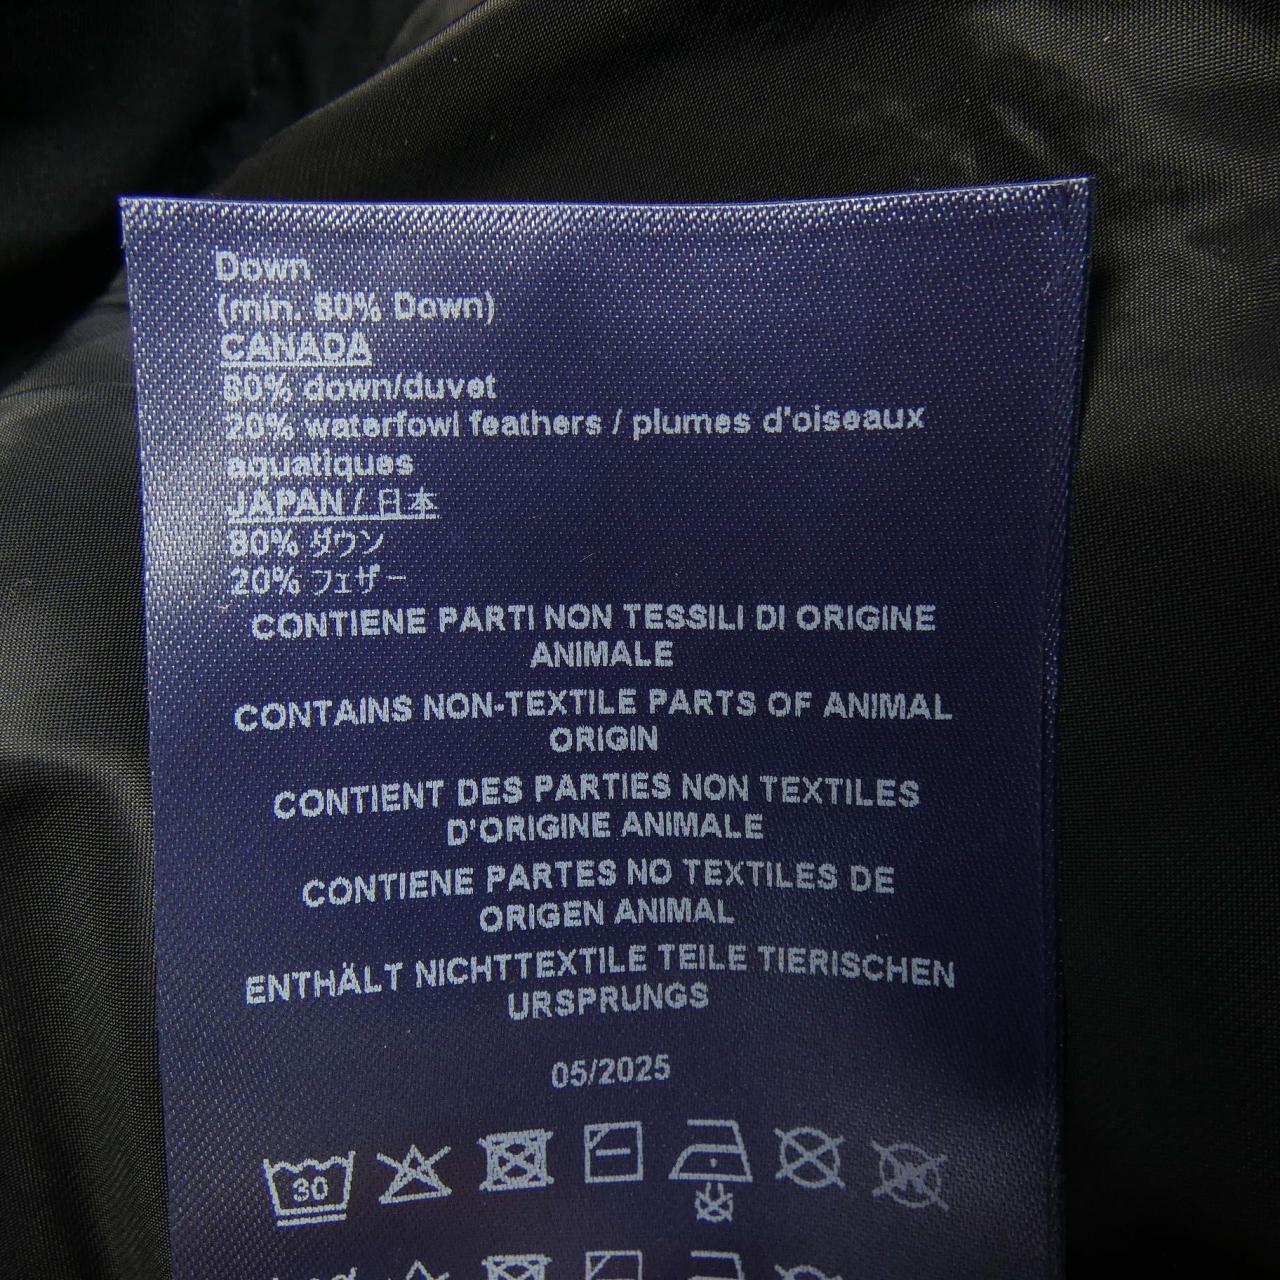 Down
(min. 80% Down)
CANADA
80% down/duvet
20% waterfowl feathers / plumes d'oiseaux
aquatiques
JAPAN / 日本
80% ダウン
20% フェザー
CONTIENE PARTI NON TESSILI DI ORIGINE
ANIMALE
CONTAINS NON-TEXTILE PARTS OF ANIMAL
ORIGIN
CONTIENT DES PARTIES NON TEXTILES
D'ORIGINE ANIMALE
CONTIENE PARTES NO TEXTILES DE
ORIGEN ANIMAL
ENTHÄLT NICHTTEXTILE TEILE TIERISCHEN
URSPRUNGS
05/2025
30 W